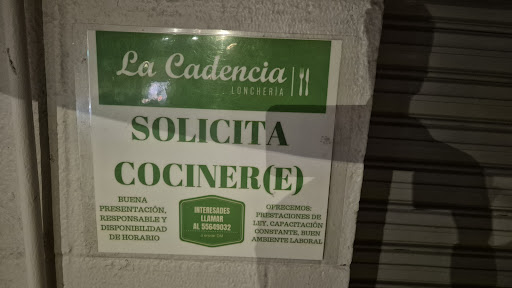 La Cadencia
LONCHERÍA
SOLICITA
COCINER(E)
BUENA
PRESENTACIÓN,
RESPONSABLE Y
DISPONIBILIDAD
DE HORARIO
INTERESADES
LLAMAR
AL 55649032
OFRECEMOS:
PRESTACIONES DE
LEY, CAPACITACIÓN
CONSTANTE, BUEN
AMBIENTE LABORAL